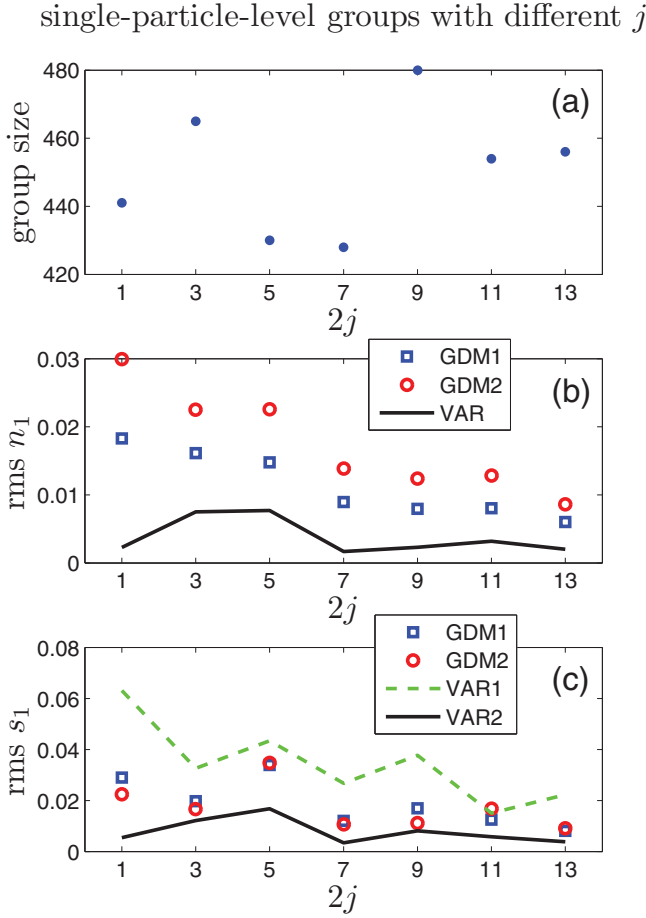 single-particle-level groups with different j
480
460
440
420
group size
(a)
1 3 5 7 9 11 13
2j
0.03
0.02
0.01
0
rms n₁
GDM1
GDM2
VAR
(b)
1 3 5 7 9 11 13
2j
0.08
0.06
0.04
0.02
0
rms s₁
GDM1
GDM2
VAR1
VAR2
(c)
1 3 5 7 9 11 13
2j